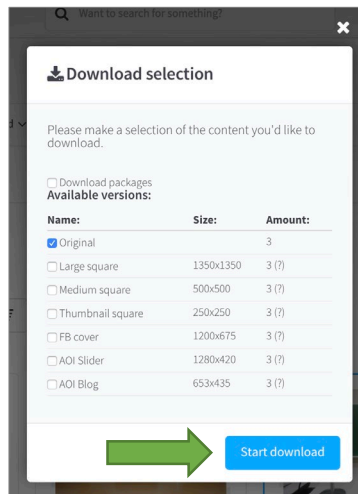 Want to search for something?
Download selection
Please make a selection of the content you'd like to
download.
Download packages
Available versions:
Name: Size: Amount:
Original 3
Large square 1350x1350 3 (?)
Medium square 500x500 3 (?)
Thumbnail square 250x250 3 (?)
FB cover 1200x675 3 (?)
AOI Slider 1280x420 3 (?)
AOI Blog 653x435 3 (?)
Start download